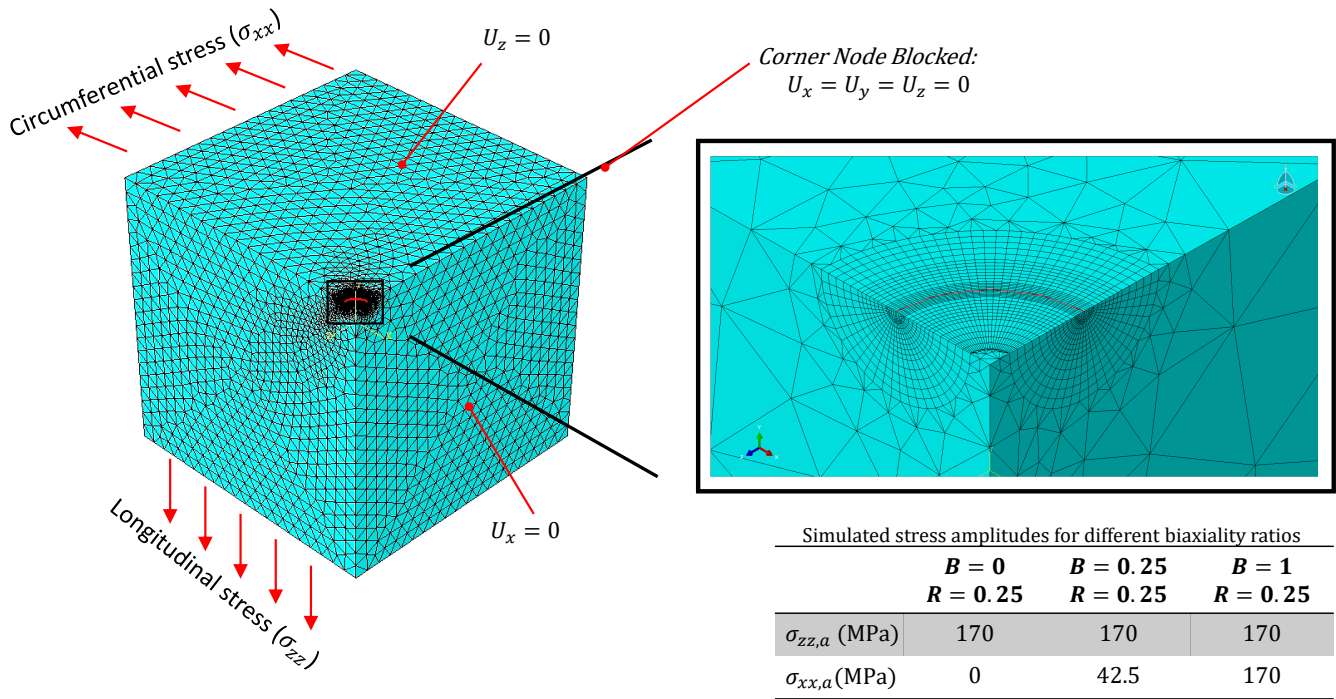 Circumferential stress (σxx)
Uz = 0
Corner Node Blocked:
Ux = Uy = Uz = 0
Longitudinal stress (σzz)
Ux = 0
Simulated stress amplitudes for different biaxiality ratios
B = 0 B = 0.25 B = 1
R = 0.25 R = 0.25 R = 0.25
σzz,a (MPa) 170 170 170
σxx,a(MPa) 0 42.5 170